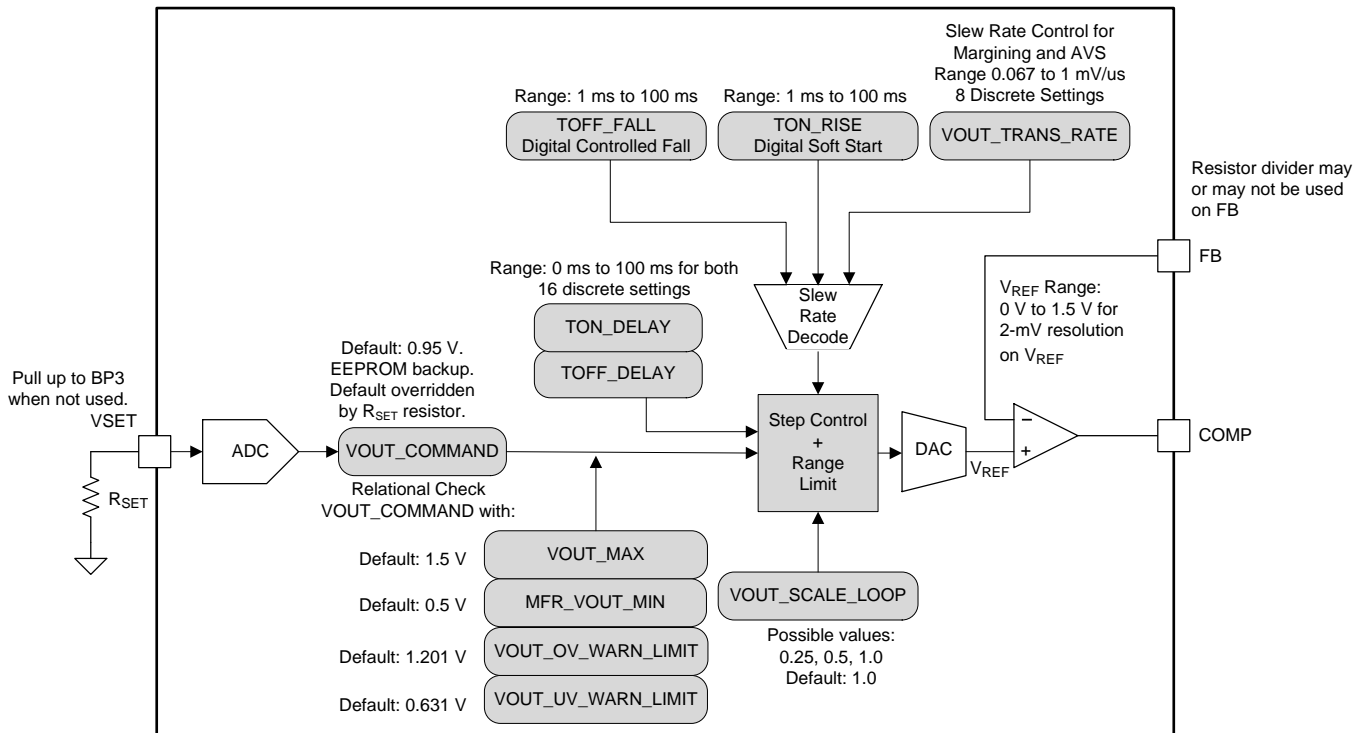 Slew Rate Control for
Margining and AVS
Range 0.067 to 1 mV/us
8 Discrete Settings
Range: 1 ms to 100 ms
Range: 1 ms to 100 ms
TOFF_FALL
Digital Controlled Fall
TON_RISE
Digital Soft Start
VOUT_TRANS_RATE
Resistor divider may
or may not be used
on FB
FB
Range: 0 ms to 100 ms for both
16 discrete settings
TON_DELAY
TOFF_DELAY
Slew
Rate
Decode
VREF Range:
0 V to 1.5 V for
2-mV resolution
on VREF
Default: 0.95 V.
EEPROM backup.
Default overridden
by RSET resistor.
Pull up to BP3
when not used.
VSET
RSET
ADC
VOUT_COMMAND
Relational Check
VOUT_COMMAND with:
Step Control
+
Range
Limit
DAC
VREF
−
+
COMP
Default: 1.5 V
VOUT_MAX
Default: 0.5 V
MFR_VOUT_MIN
Default: 1.201 V
VOUT_OV_WARN_LIMIT
Default: 0.631 V
VOUT_UV_WARN_LIMIT
VOUT_SCALE_LOOP
Possible values:
0.25, 0.5, 1.0
Default: 1.0